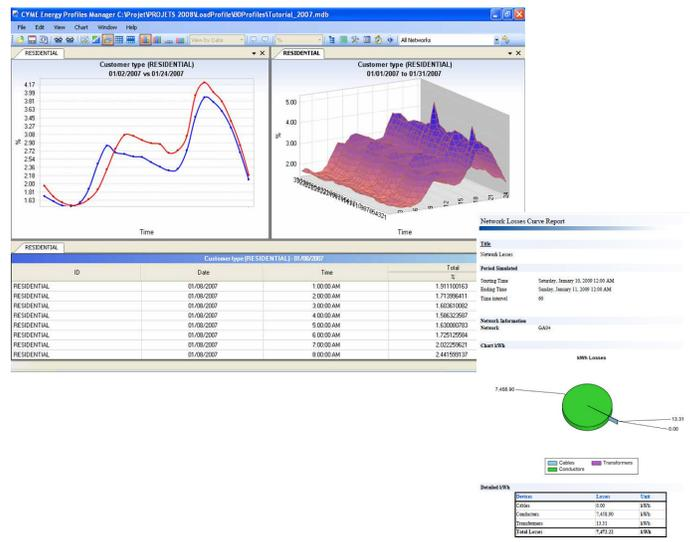 CYME Energy Profiles Manager C:\Projet\PROJETS 2008\LoadProfile\BDProfiles\Tutorial_2007.mdb
File Edit View Chart Window Help
View by Date
%
All Networks
RESIDENTIAL
Customer type (RESIDENTIAL)
01/02/2007 vs 01/24/2007
4.17
3.99
3.81
3.63
3.45
3.27
3.08
2.90
2.72
2.54
2.36
2.18
2.00
1.81
1.63
%
Time
RESIDENTIAL
Customer type (RESIDENTIAL)
01/01/2007 to 01/31/2007
5.00
4.00
3.00
2.00
%
3 6 9 12 15 18 21 24
Time
RESIDENTIAL
Customer type (RESIDENTIAL) - 01/08/2007
ID Date Time Total
%
RESIDENTIAL 01/08/2007 1:00:00 AM 1.911100163
RESIDENTIAL 01/08/2007 2:00:00 AM 1.713896411
RESIDENTIAL 01/08/2007 3:00:00 AM 1.603610082
RESIDENTIAL 01/08/2007 4:00:00 AM 1.586323587
RESIDENTIAL 01/08/2007 5:00:00 AM 1.630080783
RESIDENTIAL 01/08/2007 6:00:00 AM 1.725125584
RESIDENTIAL 01/08/2007 7:00:00 AM 2.022259621
RESIDENTIAL 01/08/2007 8:00:00 AM 2.441599137
Network Losses Curve Report
Title
Network Losses
Period Simulated
Starting Time Saturday, January 10, 2009 12:00 AM
Ending Time Sunday, January 11, 2009 12:00 AM
Time interval 60
Network Information
Network GA04
Chart kWh
kWh Losses
7,458.90
13.31
0.00
Cables Transformers
Conductors
Detailed kWh
Devices Losses Unit
Cables 0.00 kWh
Conductors 7,458.90 kWh
Transformers 13.31 kWh
Total Losses 7,472.22 kWh